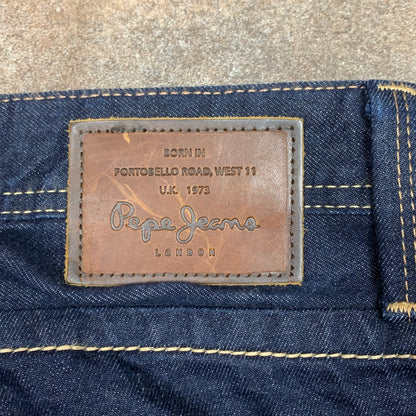 BORN IN
PORTOBELLO ROAD, WEST 11
U.K. 1973
Pepe Jeans
LONDON